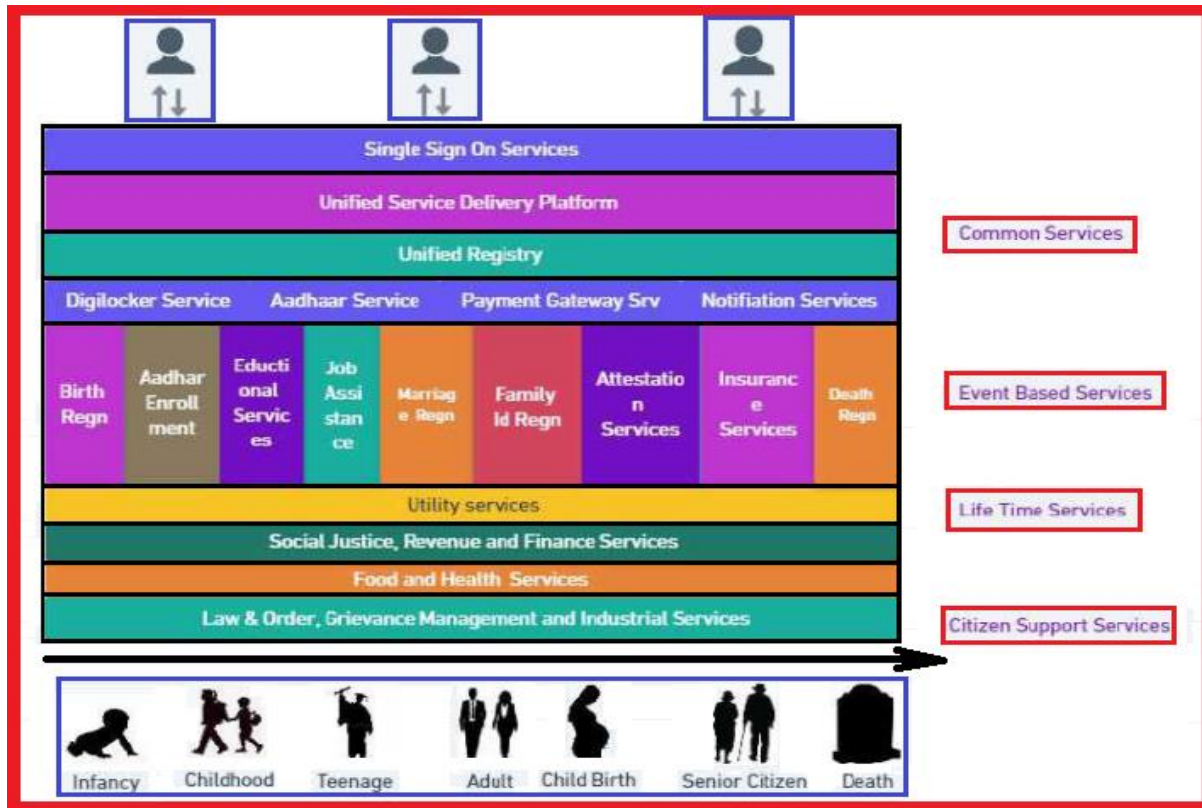 Single Sign On Services
Unified Service Delivery Platform
Unified Registry
Common Services
Digilocker Service
Aadhaar Service
Payment Gateway Srv
Notifiation Services
Birth
Regn
Aadhar
Enroll
ment
Educti
onal
Servic
es
Job
Assi
stan
ce
Marriag
e Regn
Family
Id Regn
Attestatio
n
Services
Insuranc
e
Services
Death
Regn
Event Based Services
Utility services
Life Time Services
Social Justice, Revenue and Finance Services
Food and Health Services
Law & Order, Grievance Management and Industrial Services
Citizen Support Services
Infancy
Childhood
Teenage
Adult
Child Birth
Senior Citizen
Death